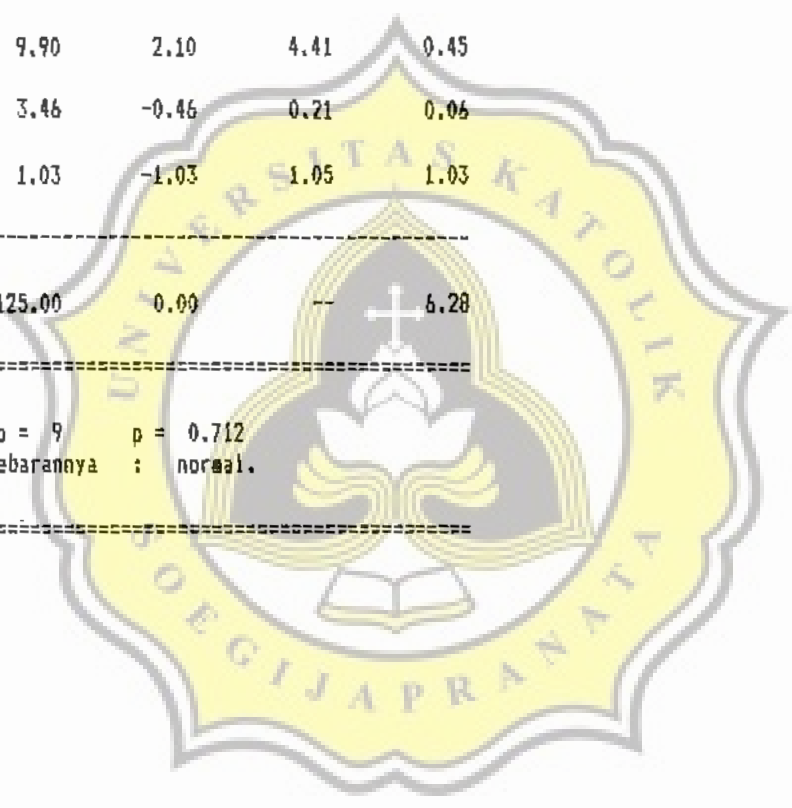 9.90 2.10 4.41 0.45
3.46 -0.46 0.21 0.06
1.03 -1.03 1.05 1.03
------------------------------
125.00 0.00 -- 6.28
==============================
= 9 p = 0.712
ebarannya : normal.
==============================
UNIVERSITAS KATOLIK
SOEGIJAPRANATA